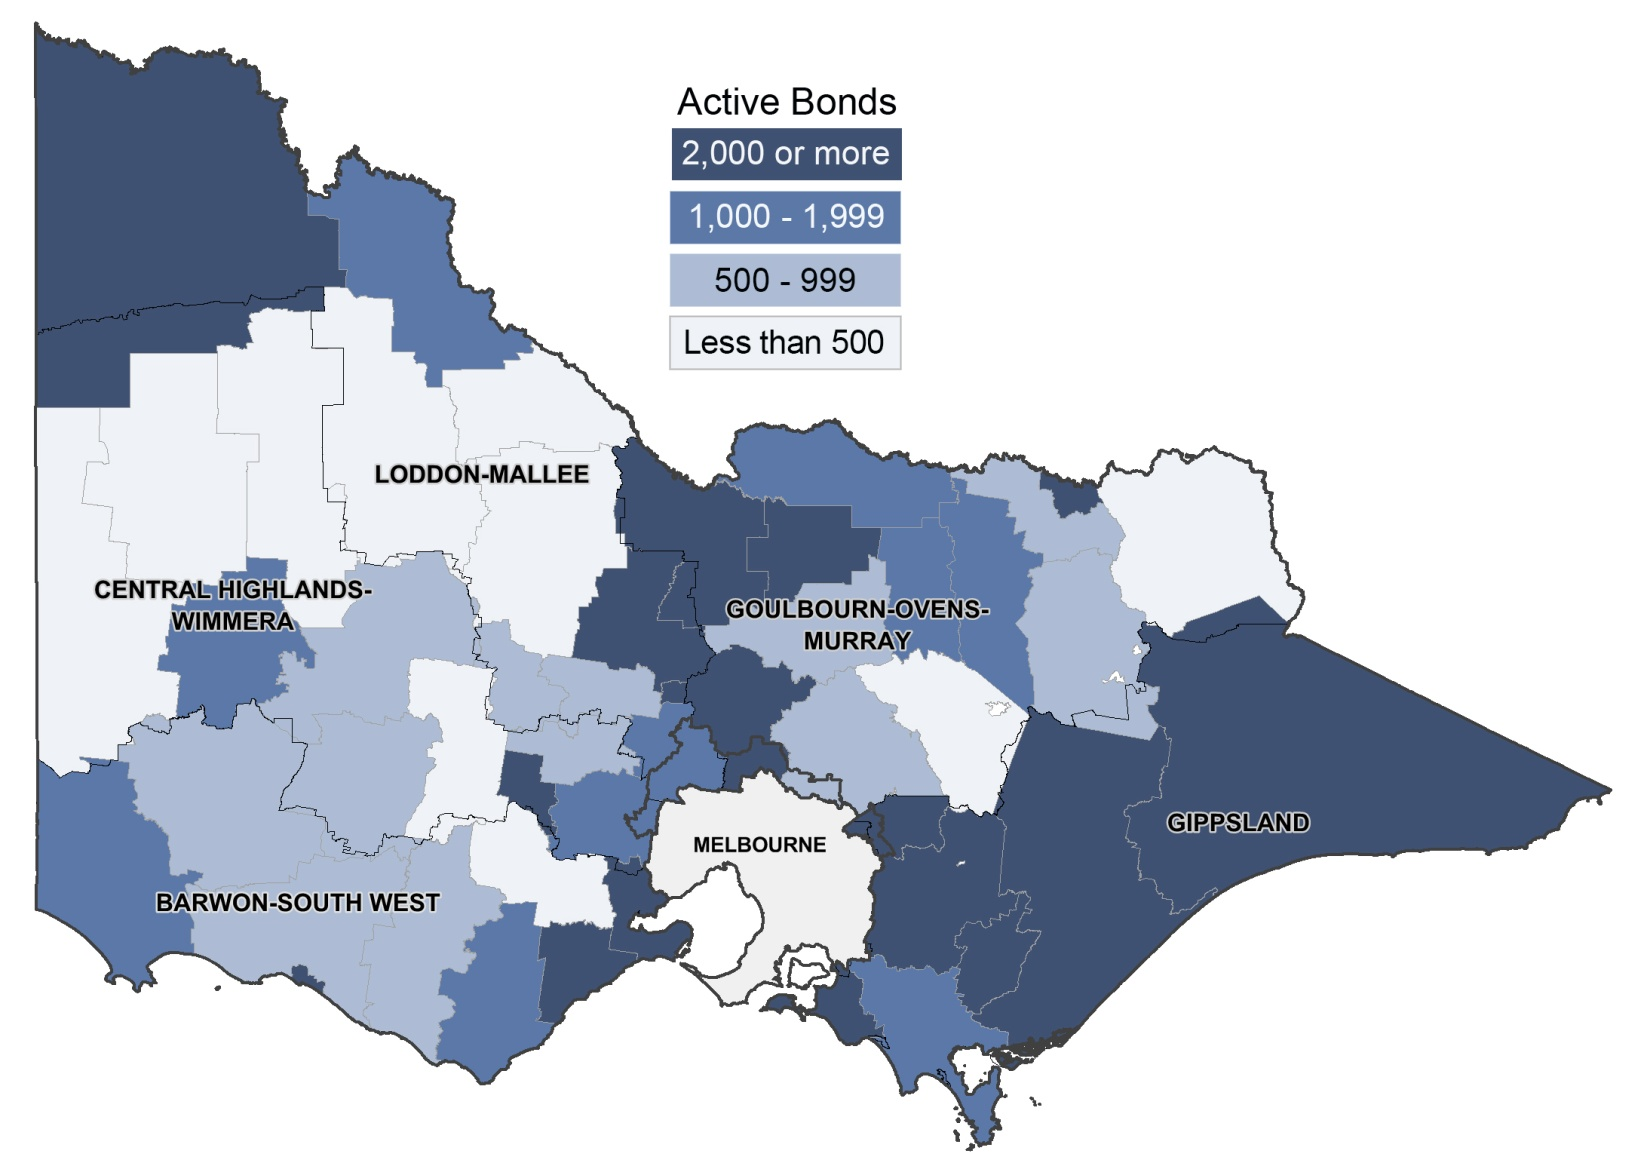 Active Bonds
2,000 or more
1,000 - 1,999
500 - 999
Less than 500
LODDON-MALLEE
CENTRAL HIGHLANDS-
WIMMERA
GOULBOURN-OVENS-
MURRAY
GIPPSLAND
MELBOURNE
BARWON-SOUTH WEST